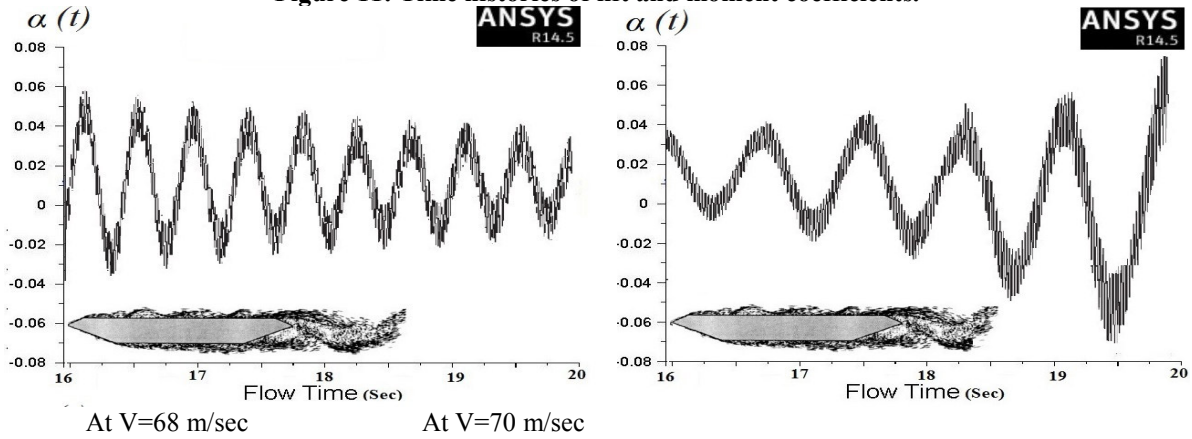 Figure 11. Time histories of lift and moment coefficients.
α (t)
ANSYS
R14.5
0.08
0.06
0.04
0.02
0
-0.02
-0.04
-0.06
-0.08
16
17
18
19
20
Flow Time (Sec)
α (t)
ANSYS
R14.5
0.08
0.06
0.04
0.02
0
-0.02
-0.04
-0.06
-0.08
16
17
18
19
20
Flow Time (Sec)
At V=68 m/sec
At V=70 m/sec